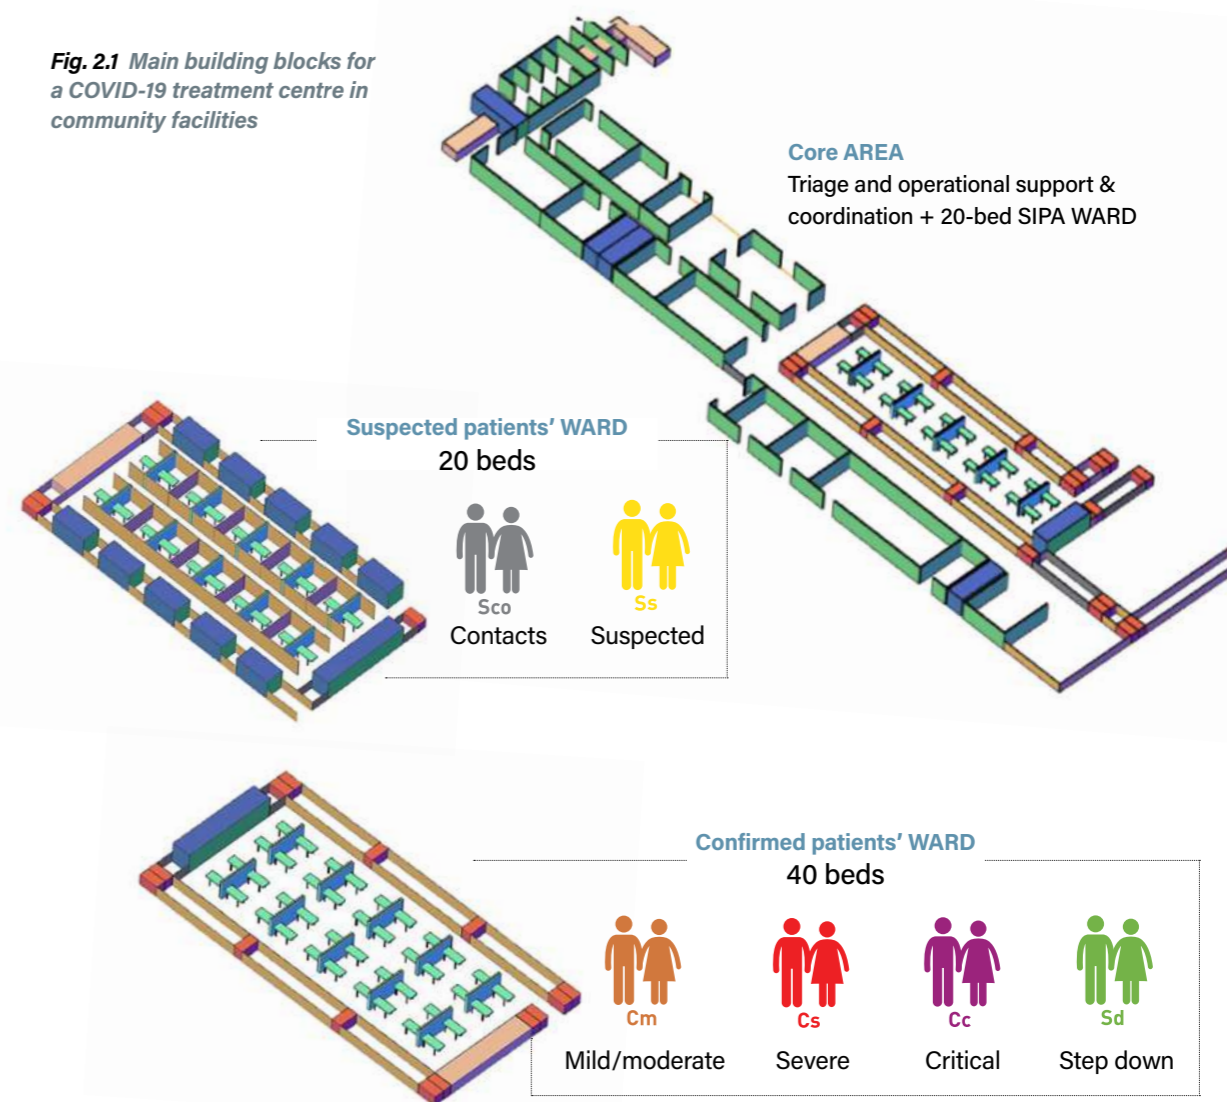 Fig. 2.1 Main building blocks for
a COVID-19 treatment centre in
community facilities
Core AREA
Triage and operational support &
coordination + 20-bed SIPA WARD
Suspected patients’ WARD
20 beds
Sco
Contacts
Ss
Suspected
Confirmed patients’ WARD
40 beds
Cm
Mild/moderate
Cs
Severe
Cc
Critical
Sd
Step down